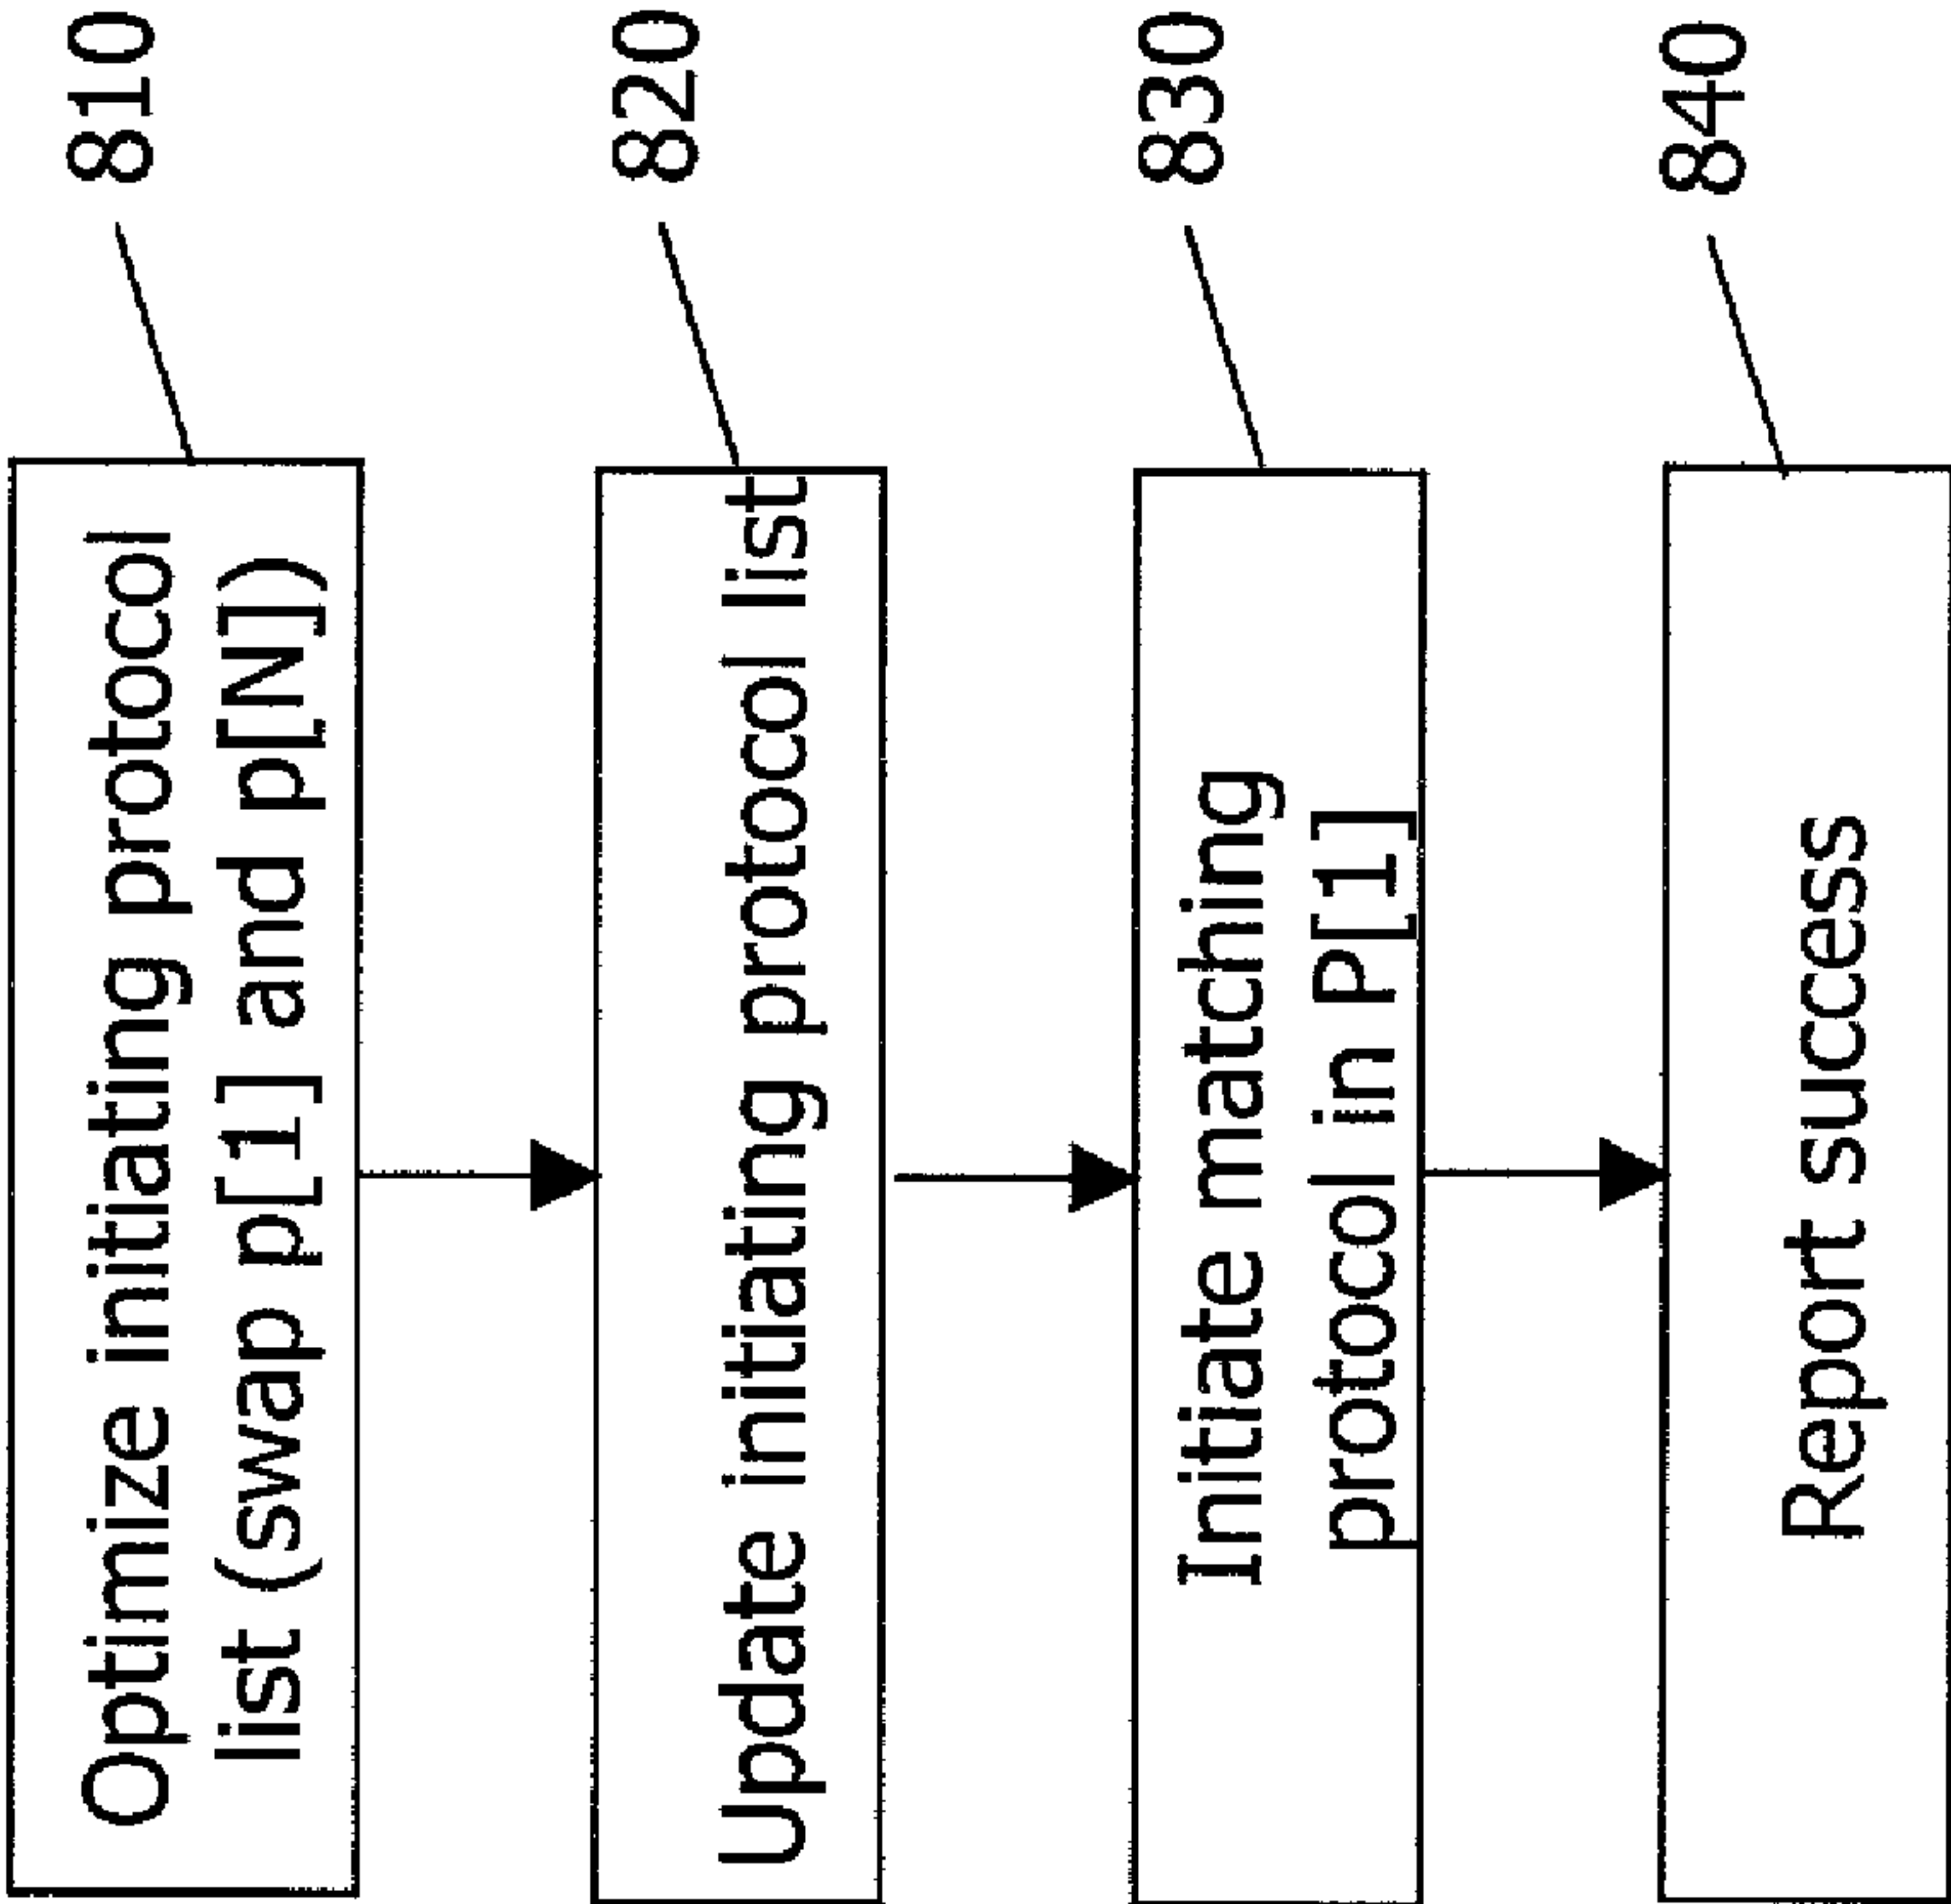 Optimize initiating protocol
list (swap p[1] and p[N])
810
Update initiating protocol list
820
Initiate matching
protocol in P[1]
830
Report success
840